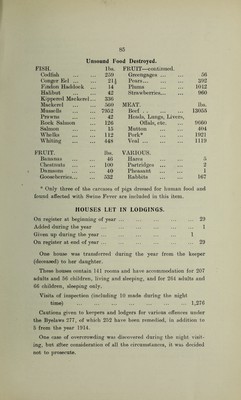 85
Unsound Food Destroyed.
FISH. lbs.
Codfish ... ... 259
Conger Eel ... ... 21½
Findon Haddock ... 14
Halibut ... ... 42
Kippered Mackerel... 336
Mackerel ... ... 560
Mussels ... ... 7952
Prawns ... ... 42
Rock Salmon ... 126
Salmon ... ... 15
Whelks ... ... 112
Whiting ... ... 448
FRUIT.
Bananas ... ... 46
Chestnuts ... ... 100
Damsons ... ... 40
Gooseberries... ... 532
FRUIT—continued.
Greengages ... ... 56
Pears... ... ... 592
Plums ... ... 1042
Strawberries... ... 960
MEAT. lbs.
Beef ... ... ... 13055
Heads, Lungs, Livers,
Offals, etc. ... 9660
Mutton ... ... 404
Pork* ... ... 1921
Veal ... ... ... 1119
VARIOUS.
Hares ... ... 5
Partridges ... ... 2
Pheasant ... ... 1
Rabbits ... ... 167
* Only three of the carcases of pigs dressed for human food and
found affected with Swine Fever are included in this item.
HOUSES LET IN LODGINGS.
On register at beginning of year ... ... ... ... 29
Added during the year ... ... ... ... 1
Given up during the year ... ... ... ... 1
On register at end of year ... ... ... ... 29
One house was transferred during the year from the keeper
(deceased) to her daughter.
These houses contain 141 rooms and have accommodation for 207
adults and 56 children, living and sleeping, and for 284 adults and
66 children, sleeping only.
Visits of inspection (including 10 made during the night
time) ... ... ... ... ... ... 1,276
Cautions given to keepers and lodgers for various offences under
the Byelaws 277, of which 252 have been remedied, in addition to
5 from the year 1914.
One case of overcrowding was discovered during the night visit-
ing, but after consideration of all the circumstances, it was decided
not to prosecute.